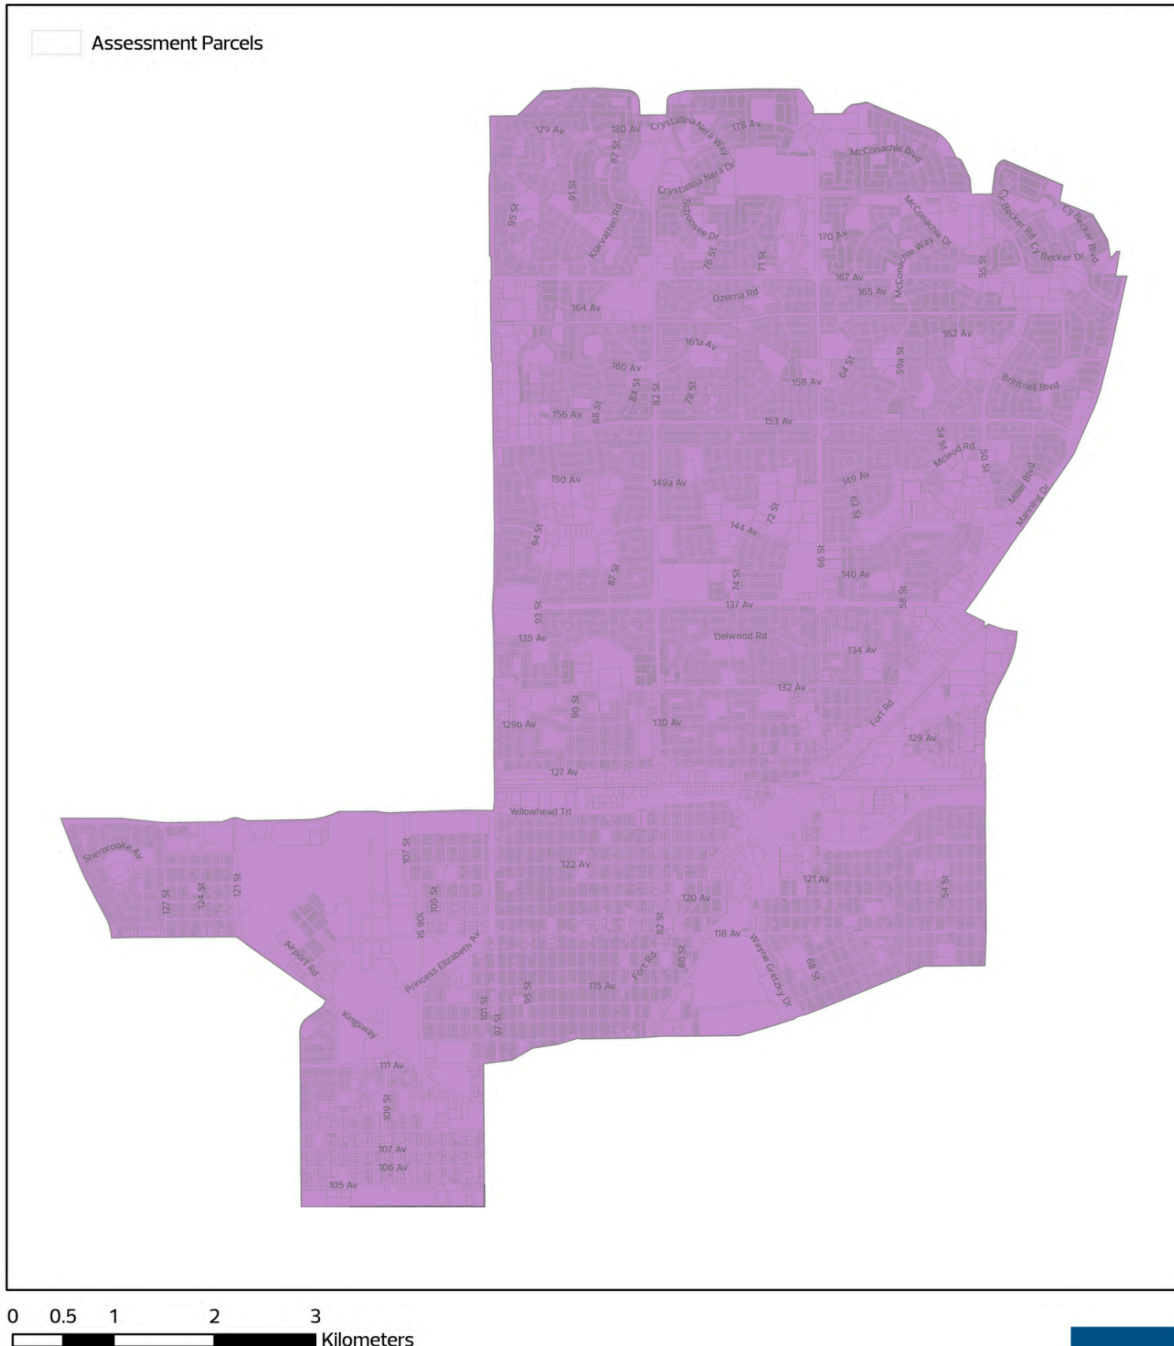 Assessment Parcels
179 Av
180 Av
Crystallina Nera Way
178 Av
87 St
McConachie Blvd
Crystallina Nera Dr
91 St
95 St
Klarvatten Rd
Schonsee Dr
McConachie Dr
Cy Becker Rd
Cy Becker Blvd
170 Av
76 St
71 St
McConachie Way
Cy
Becker Dr
55 St
167 Av
165 Av
Ozerna Rd
164 Av
162 Av
161a Av
160 Av
64 St
59a St
158 Av
84 St
82 St
78 St
Brintnell Blvd
156 Av
88 St
153 Av
54 St
Mcleod Rd
50 St
150 Av
149a Av
149 Av
Miller Blvd
Manning Dr
62 St
72 St
144 Av
94 St
66 St
87 St
74 St
140 Av
58 St
93 St
137 Av
135 Av
Delwood Rd
134 Av
132 Av
90 St
129b Av
130 Av
Fort Rd
129 Av
127 Av
Yellowhead Trl
Sherbrooke Av
107 St
122 Av
121 Av
127 St
124 St
121 St
105 St
106 St
120 Av
54 St
82 St
118 Av
80 St
Airport Rd
Princess Elizabeth Av
Fort Rd
Wayne Gretzky Dr
68 St
115 Av
95 St
101 St
97 St
Kingsway
111 Av
109 St
107 Av
106 Av
105 Av
0 0.5 1 2 3
Kilometers